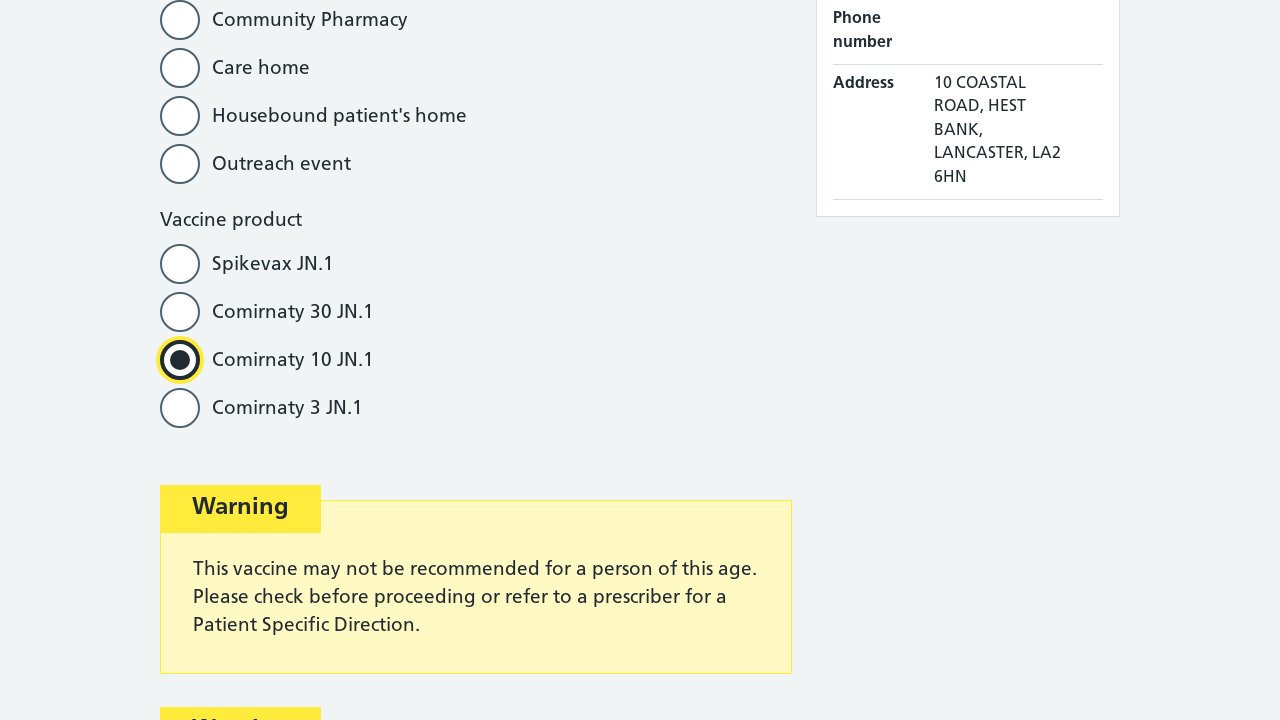 Community Pharmacy
Care home
Housebound patient's home
Outreach event
Vaccine product
Spikevax JN.1
Comirnaty 30 JN.1
Comirnaty 10 JN.1
Comirnaty 3 JN.1
Warning
This vaccine may not be recommended for a person of this age.
Please check before proceeding or refer to a prescriber for a
Patient Specific Direction.
Phone
number
Address
10 COASTAL
ROAD, HEST
BANK,
LANCASTER, LA2
6HN